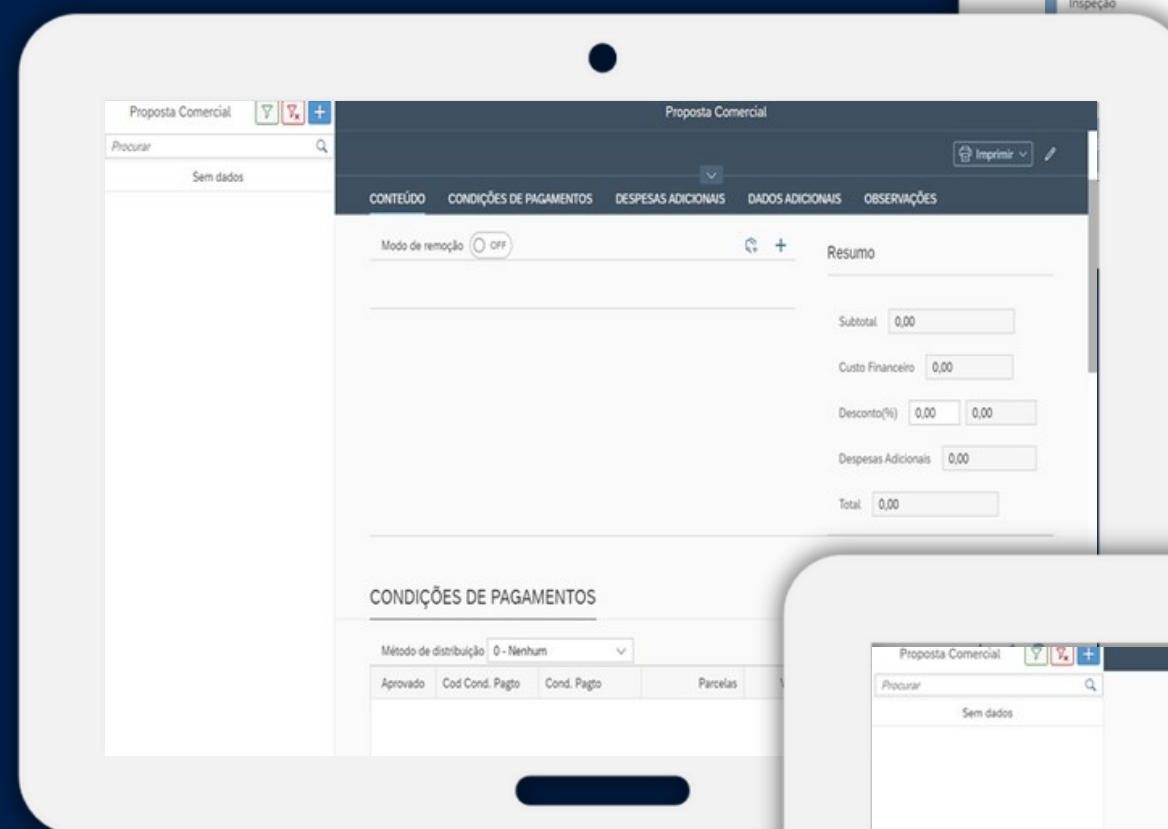 Inspeção
Proposta Comercial
Procurar
Sem dados
Proposta Comercial
Imprimir
CONTEÚDO CONDIÇÕES DE PAGAMENTOS DESPESAS ADICIONAIS DADOS ADICIONAIS OBSERVAÇÕES
Modo de remoção OFF
Resumo
Subtotal 0,00
Custo Financeiro 0,00
Desconto(%) 0,00 0,00
Despesas Adicionais 0,00
Total 0,00
CONDIÇÕES DE PAGAMENTOS
Método de distribuição 0 - Nenhum
Aprovado Cod Cond. Pagto Cond. Pagto Parcelas
Proposta Comercial
Procurar
Sem dados